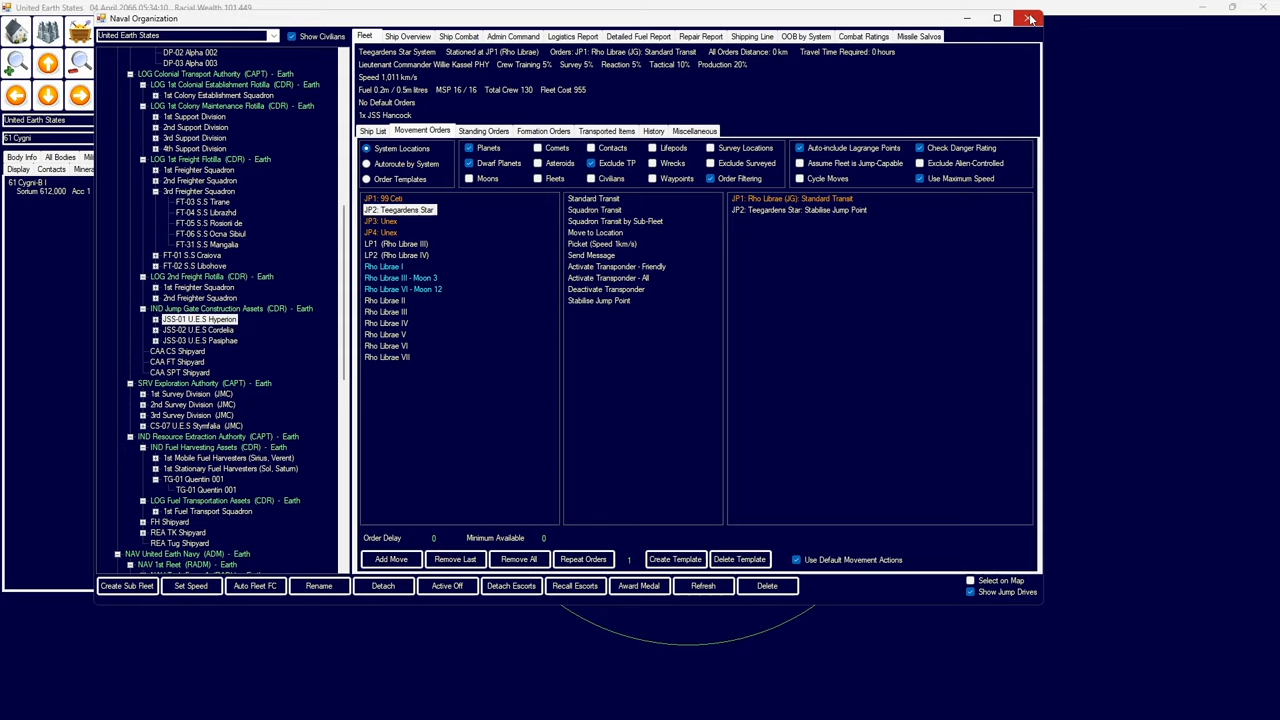 United Earth States   04 April 2066 05:34:10   Racial Wealth 101,449
Naval Organization
United Earth States
Show Civilians
DP-02 Alpha 002
DP-03 Alpha 003
LOG Colonial Transport Authority (CAPT) - Earth
LOG 1st Colonial Establishment Flotilla (CDR) - Earth
1st Colony Establishment Squadron
LOG 1st Colony Maintenance Flotilla (CDR) - Earth
1st Support Division
2nd Support Division
3rd Support Division
4th Support Division
LOG 1st Freight Flotilla (CDR) - Earth
1st Freighter Squadron
2nd Freighter Squadron
3rd Freighter Squadron
FT-03 S.S Tirane
FT-04 S.S Librazhd
FT-05 S.S Rosiori de
FT-06 S.S Ocna Sibiul
FT-31 S.S Mangalia
FT-01 S.S Craiova
FT-02 S.S Libohove
LOG 2nd Freight Flotilla (CDR) - Earth
1st Freighter Squadron
2nd Freighter Squadron
IND Jump Gate Construction Assets (CDR) - Earth
JSS-01 U.E.S Hyperion
JSS-02 U.E.S Cordelia
JSS-03 U.E.S Pasiphae
CAA CS Shipyard
CAA FT Shipyard
CAA SPT Shipyard
SRV Exploration Authority (CAPT) - Earth
1st Survey Division (JMC)
2nd Survey Division (JMC)
3rd Survey Division (JMC)
CS-07 U.E.S Stymfalia (JMC)
IND Resource Extraction Authority (CAPT) - Earth
IND Fuel Harvesting Assets (CDR) - Earth
1st Mobile Fuel Harvesters (Sirius, Verent)
1st Stationary Fuel Harvesters (Sol, Saturn)
TG-01 Quentin 001
TG-01 Quentin 001
LOG Fuel Transportation Assets (CDR) - Earth
1st Fuel Transport Squadron
FH Shipyard
REA TK Shipyard
REA Tug Shipyard
NAV United Earth Navy (ADM) - Earth
NAV 1st Fleet (RADM) - Earth
United Earth States
61 Cygni
Body Info   All Bodies
Display   Contacts   Minera
61 Cygni-B I
Sorium 612,000   Acc 1
Fleet   Ship Overview   Ship Combat   Admin Command   Logistics Report   Detailed Fuel Report   Repair Report   Shipping Line   OOB by System   Combat Ratings   Missile Salvos
Teegardens Star System   Stationed at JP1 (Rho Librae)   Orders: JP1: Rho Librae (JG): Standard Transit   All Orders Distance: 0 km   Travel Time Required: 0 hours
Lieutenant Commander Willie Kassel PHY   Crew Training 5%   Survey 5%   Reaction 5%   Tactical 10%   Production 20%
Speed 1,011 km/s
Fuel 0.2m / 0.5m litres   MSP 16 / 16   Total Crew 130   Fleet Cost 955
No Default Orders
1x JSS Hancock
Ship List   Movement Orders   Standing Orders   Formation Orders   Transported Items   History   Miscellaneous
System Locations   Planets   Comets   Contacts   Lifepods   Survey Locations   Auto-include Lagrange Points   Check Danger Rating
Autoroute by System   Dwarf Planets   Asteroids   Exclude TP   Wrecks   Exclude Surveyed   Assume Fleet is Jump-Capable   Exclude Alien-Controlled
Order Templates   Moons   Fleets   Civilians   Waypoints   Order Filtering   Cycle Moves   Use Maximum Speed
JP1: 99 Ceti
JP2: Teegardens Star
JP3: Unex
JP4: Unex
LP1 (Rho Librae III)
LP2 (Rho Librae IV)
Rho Librae I
Rho Librae III - Moon 3
Rho Librae VI - Moon 12
Rho Librae II
Rho Librae III
Rho Librae IV
Rho Librae V
Rho Librae VI
Rho Librae VII
Standard Transit
Squadron Transit
Squadron Transit by Sub-Fleet
Move to Location
Picket (Speed 1km/s)
Send Message
Activate Transponder - Friendly
Activate Transponder - All
Deactivate Transponder
Stabilise Jump Point
JP1: Rho Librae (JG): Standard Transit
JP2: Teegardens Star: Stabilise Jump Point
Order Delay   0   Minimum Available   0
Add Move   Remove Last   Remove All   Repeat Orders   1   Create Template   Delete Template   Use Default Movement Actions
Create Sub Fleet   Set Speed   Auto Fleet FC   Rename   Detach   Active Off   Detach Escorts   Recall Escorts   Award Medal   Refresh   Delete
Select on Map
Show Jump Drives